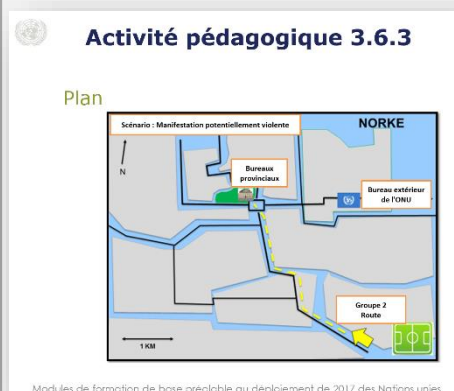 Activité pédagogique 3.6.3
Plan
Scénario : Manifestation potentiellement violente
NORKE
N
Bureaux
provinciaux
Bureau extérieur
de l'ONU
Groupe 2
Route
1 KM
Modules de formation de base préalable au déploiement de 2017 des Nations unies